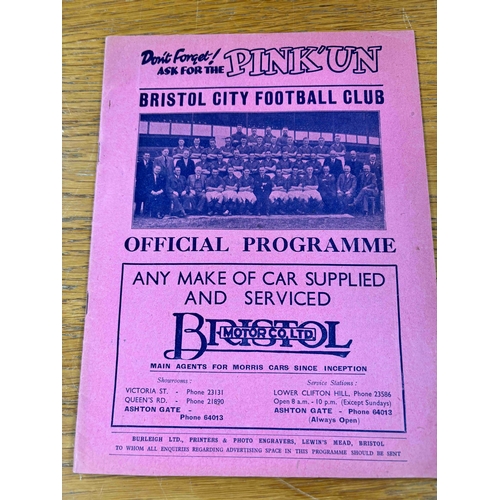 Don't Forget!
ASK FOR THE PINK'UN
BRISTOL CITY FOOTBALL CLUB
OFFICIAL PROGRAMME
ANY MAKE OF CAR SUPPLIED
AND SERVICED
BRISTOL
MOTOR CO. LTD.
MAIN AGENTS FOR MORRIS CARS SINCE INCEPTION
Showrooms:
VICTORIA ST. - Phone 23131
QUEEN'S RD. - Phone 21890
ASHTON GATE -
Phone 64013
Service Stations:
LOWER CLIFTON HILL, Phone 23586
Open 8 a.m. - 10 p.m. (Except Sundays)
ASHTON GATE - Phone 64013
(Always Open)
BURLEIGH LTD., PRINTERS & PHOTO ENGRAVERS, LEWIN'S MEAD, BRISTOL
TO WHOM ALL ENQUIRIES REGARDING ADVERTISING SPACE IN THIS PROGRAMME SHOULD BE SENT